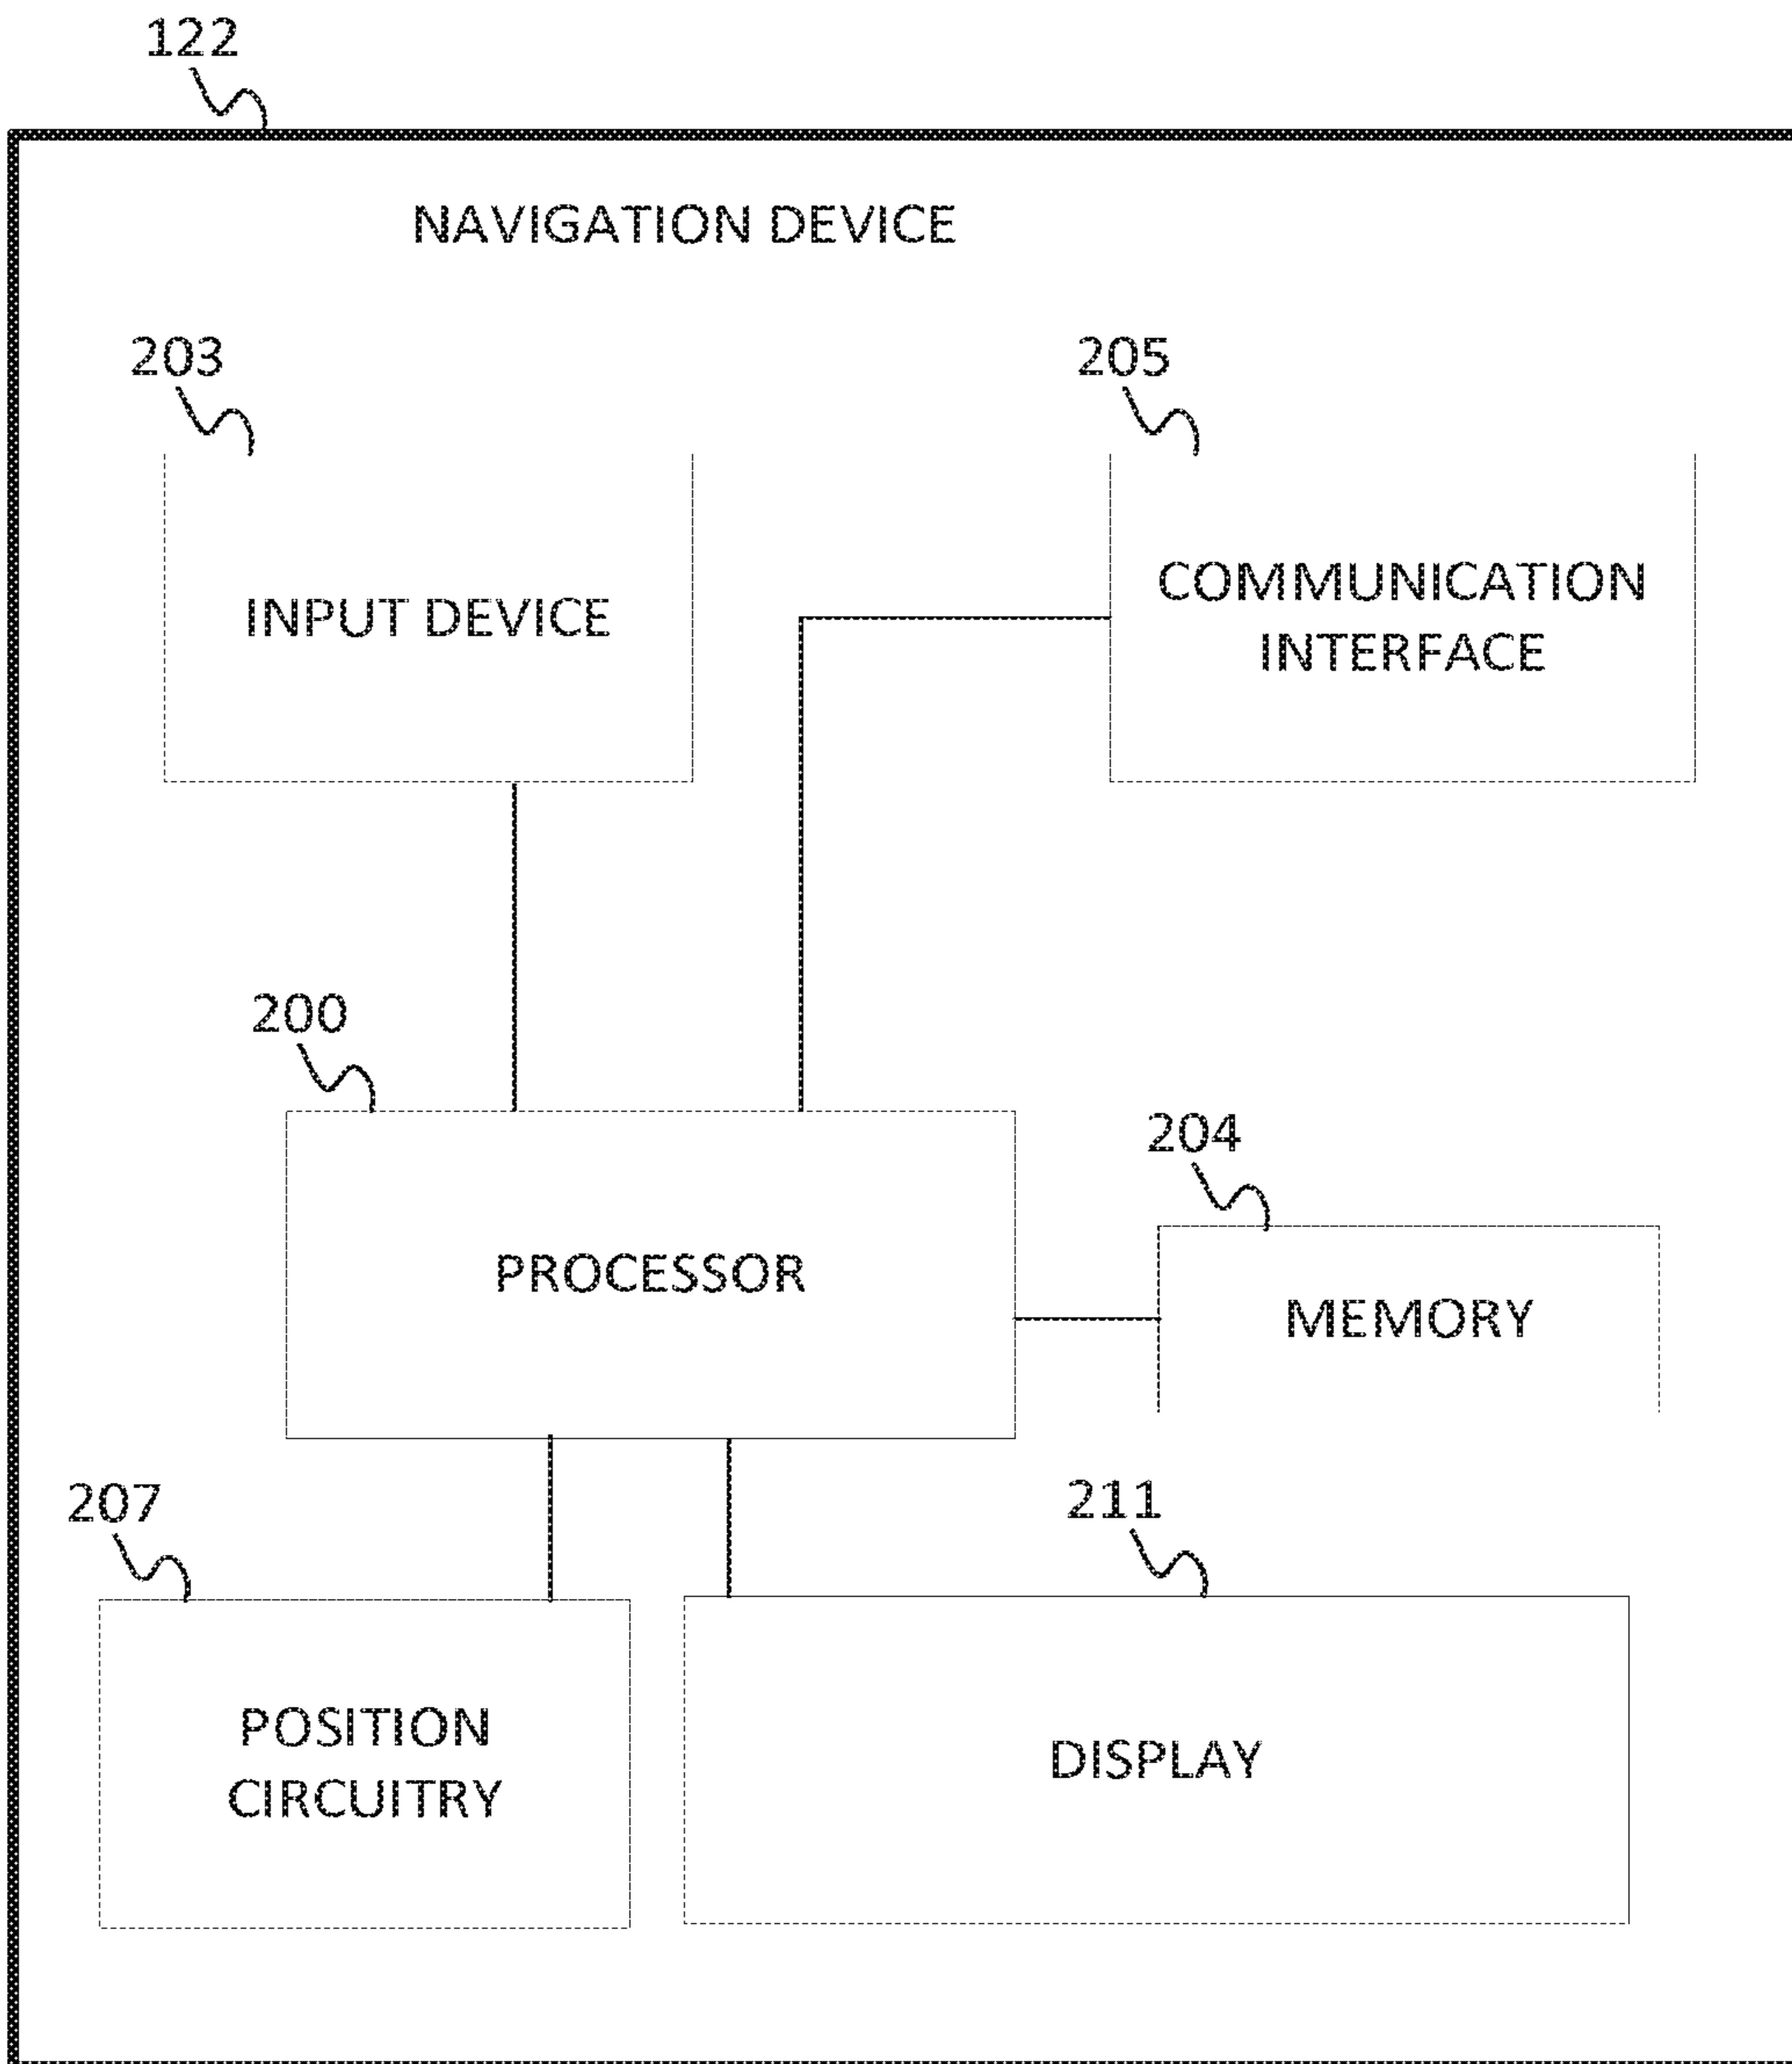 122
NAVIGATION DEVICE
203
205
INPUT DEVICE
COMMUNICATION
INTERFACE
200
204
PROCESSOR
MEMORY
207
211
POSITION
CIRCUITRY
DISPLAY